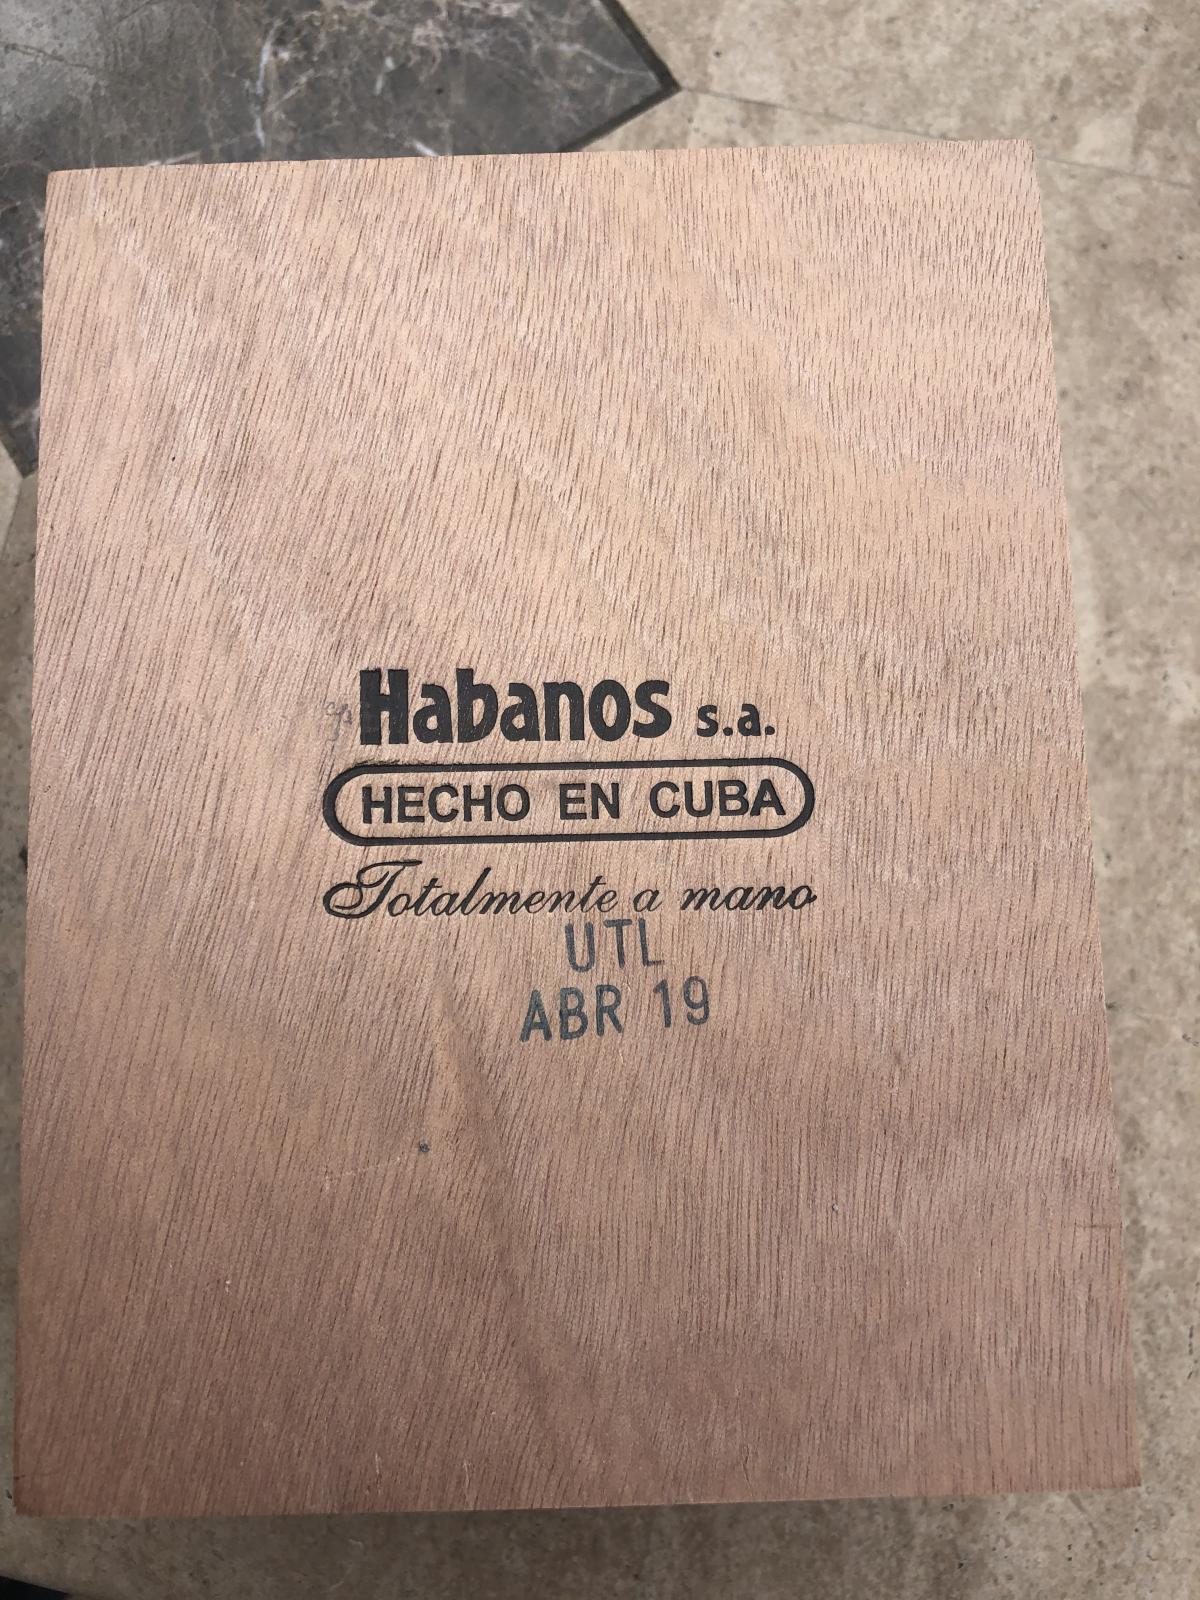 Habanos s.a.
HECHO EN CUBA
Totalmente a mano
UTL
ABR 19